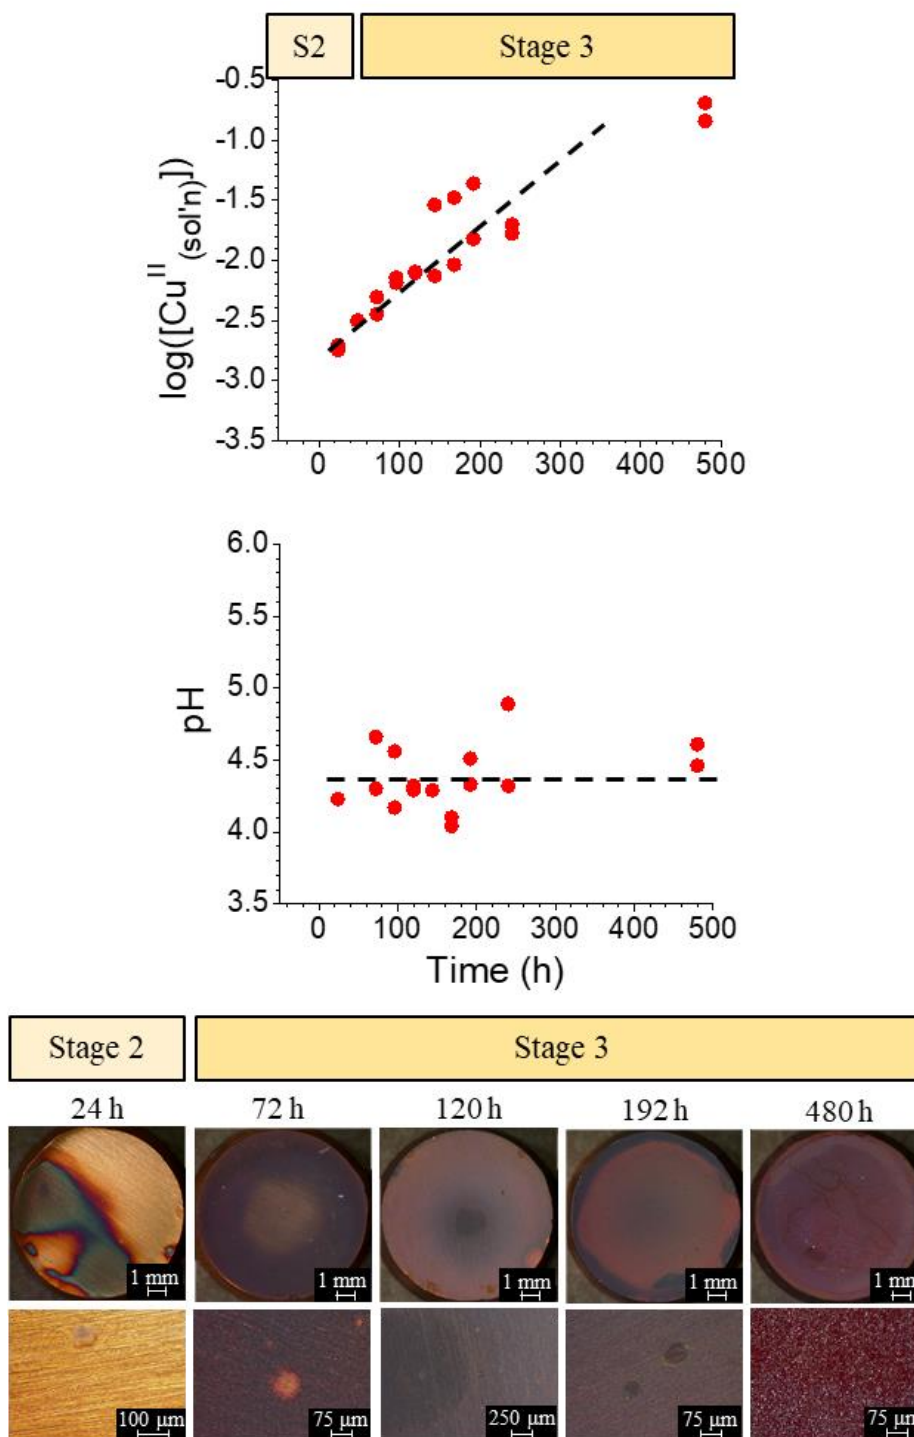 S2 Stage 3
-0.5
-1.0
-1.5
-2.0
-2.5
-3.0
-3.5
log([Cu^II (sol'n)])
0 100 200 300 400 500
6.0
5.5
5.0
4.5
4.0
3.5
pH
0 100 200 300 400 500
Time (h)
Stage 2 Stage 3
24 h 72 h 120 h 192 h 480 h
1 mm 1 mm 1 mm 1 mm 1 mm
100 µm 75 µm 250 µm 75 µm 75 µm